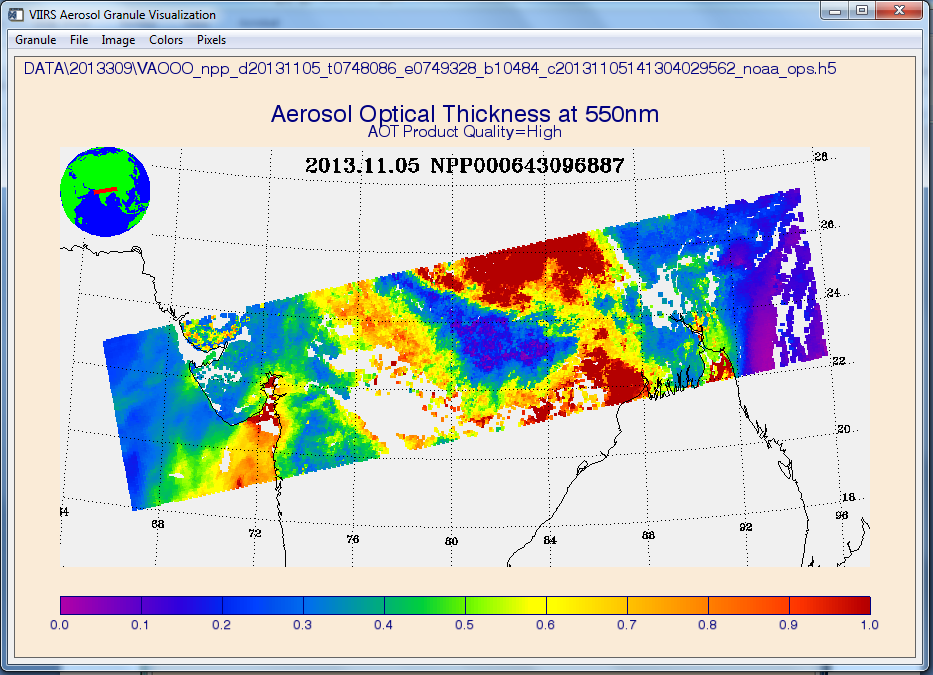 VIIRS Aerosol Granule Visualization
Granule File Image Colors Pixels
DATA\2013309\VAOOO_npp_d20131105_t0748086_e0749328_b10484_c20131105141304029562_noaa_ops.h5
Aerosol Optical Thickness at 550nm
AOT Product Quality=High
2013.11.05 NPP000643096887
28
26
24
22
20
18
64
68
72
76
80
84
88
92
96
0.0 0.1 0.2 0.3 0.4 0.5 0.6 0.7 0.8 0.9 1.0